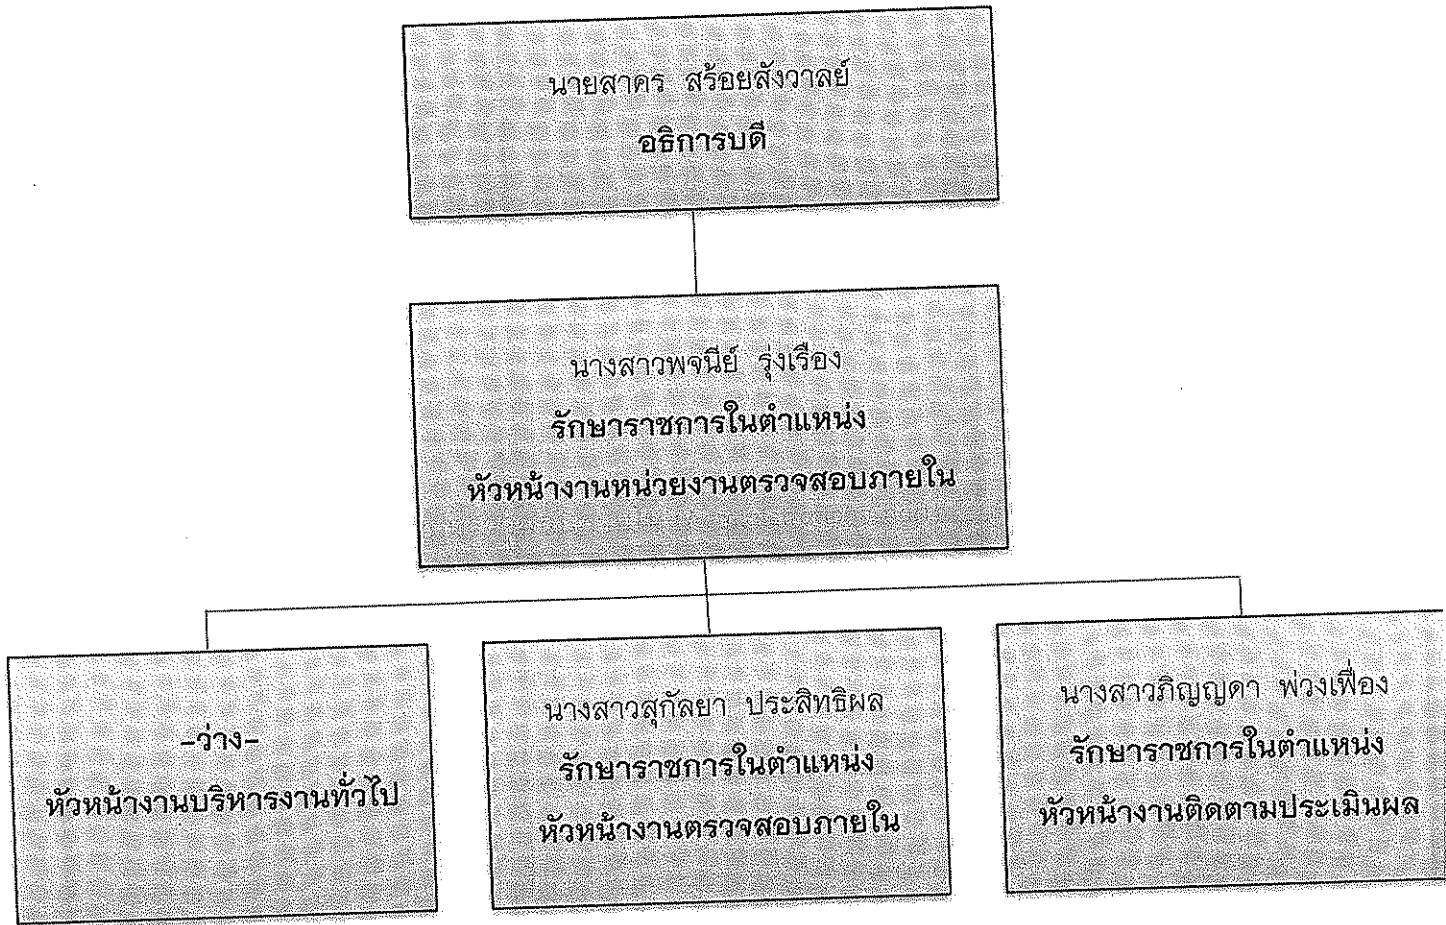 นายสาคร สร้อยสังวาลย์
อธิการบดี
นางสาวพจนีย์ รุ่งเรือง
รักษาราชการในตำแหน่ง
หัวหน้างานหน่วยงานตรวจสอบภายใน
-ว่าง-
หัวหน้างานบริหารงานทั่วไป
นางสาวสุกัลยา ประสิทธิผล
รักษาราชการในตำแหน่ง
หัวหน้างานตรวจสอบภายใน
นางสาวภิญญดา พ่วงเฟื่อง
รักษาราชการในตำแหน่ง
หัวหน้างานติดตามประเมินผล